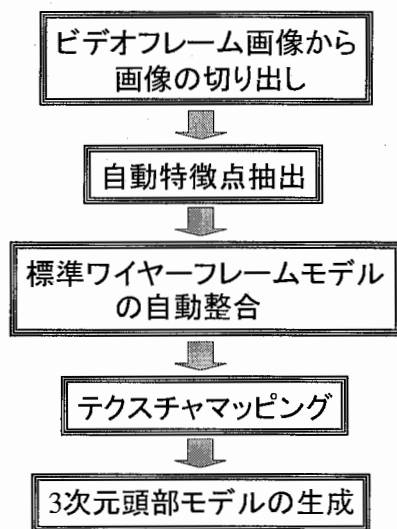 ビデオフレーム画像から
画像の切り出し
自動特徴点抽出
標準ワイヤーフレームモデル
の自動整合
テクスチャマッピング
3次元頭部モデルの生成